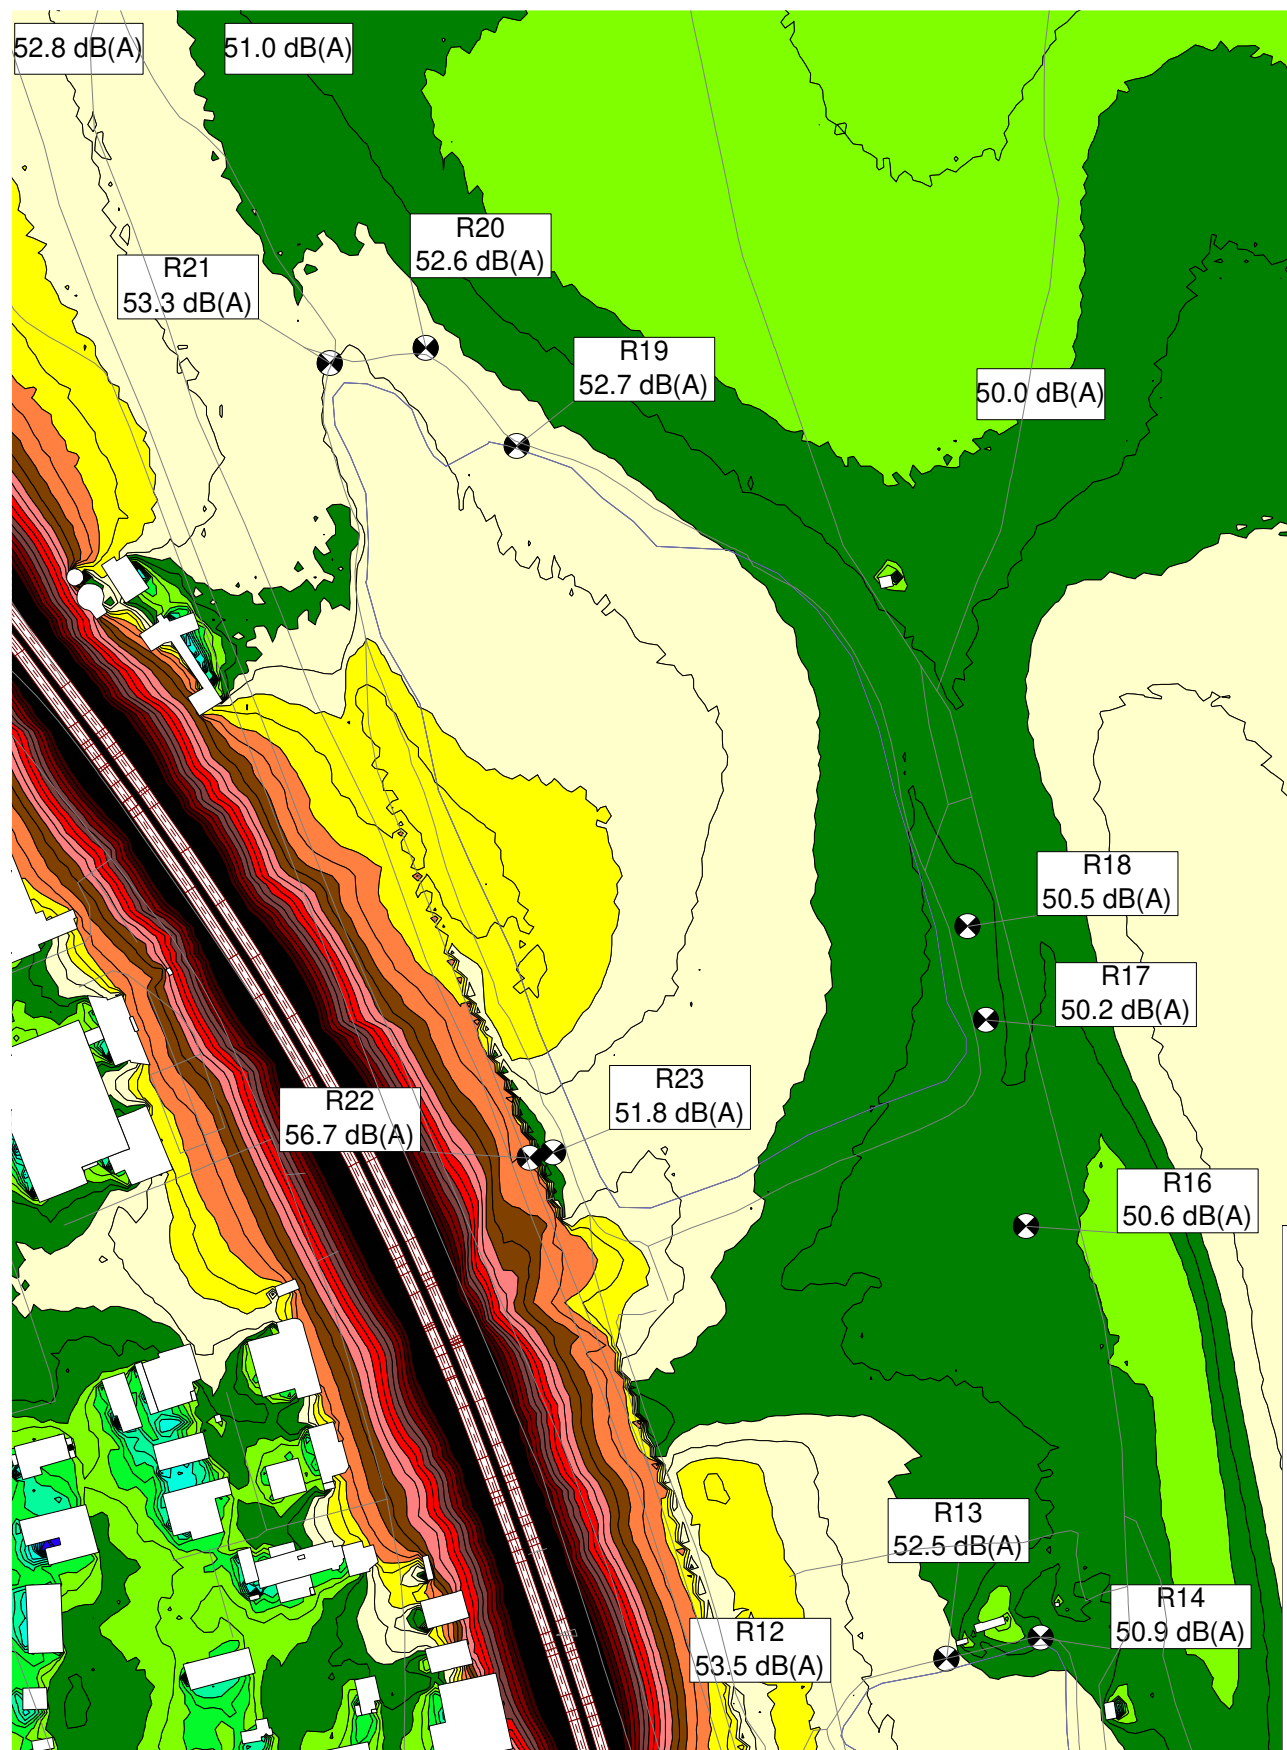 52.8 dB(A)
51.0 dB(A)
R20
52.6 dB(A)
R21
53.3 dB(A)
R19
52.7 dB(A)
50.0 dB(A)
R18
50.5 dB(A)
R17
50.2 dB(A)
R23
51.8 dB(A)
R22
56.7 dB(A)
R16
50.6 dB(A)
R13
52.5 dB(A)
R14
50.9 dB(A)
R12
53.5 dB(A)